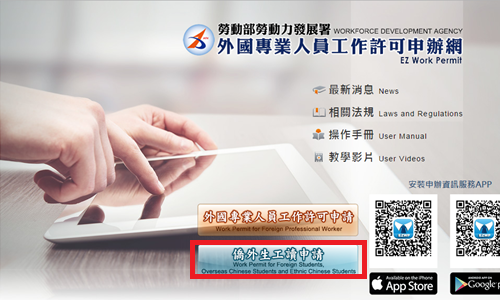 勞動部勞動力發展署 WORKFORCE DEVELOPMENT AGENCY
外國專業人員工作許可申辦網
EZ Work Permit
最新消息 News
相關法規 Laws and Regulations
操作手冊 User Manual
教學影片 User Videos
安裝申辦資訊服務APP
外國專業人員工作許可申請
Work Permit for Foreign Professional Worker
僑外生工讀申請
Work Permit for Foreign Students,
Overseas Chinese Students and Ethnic Chinese Students
EZWP
EZWP
Available on the iPhone
App Store
ANDROID APP
Google